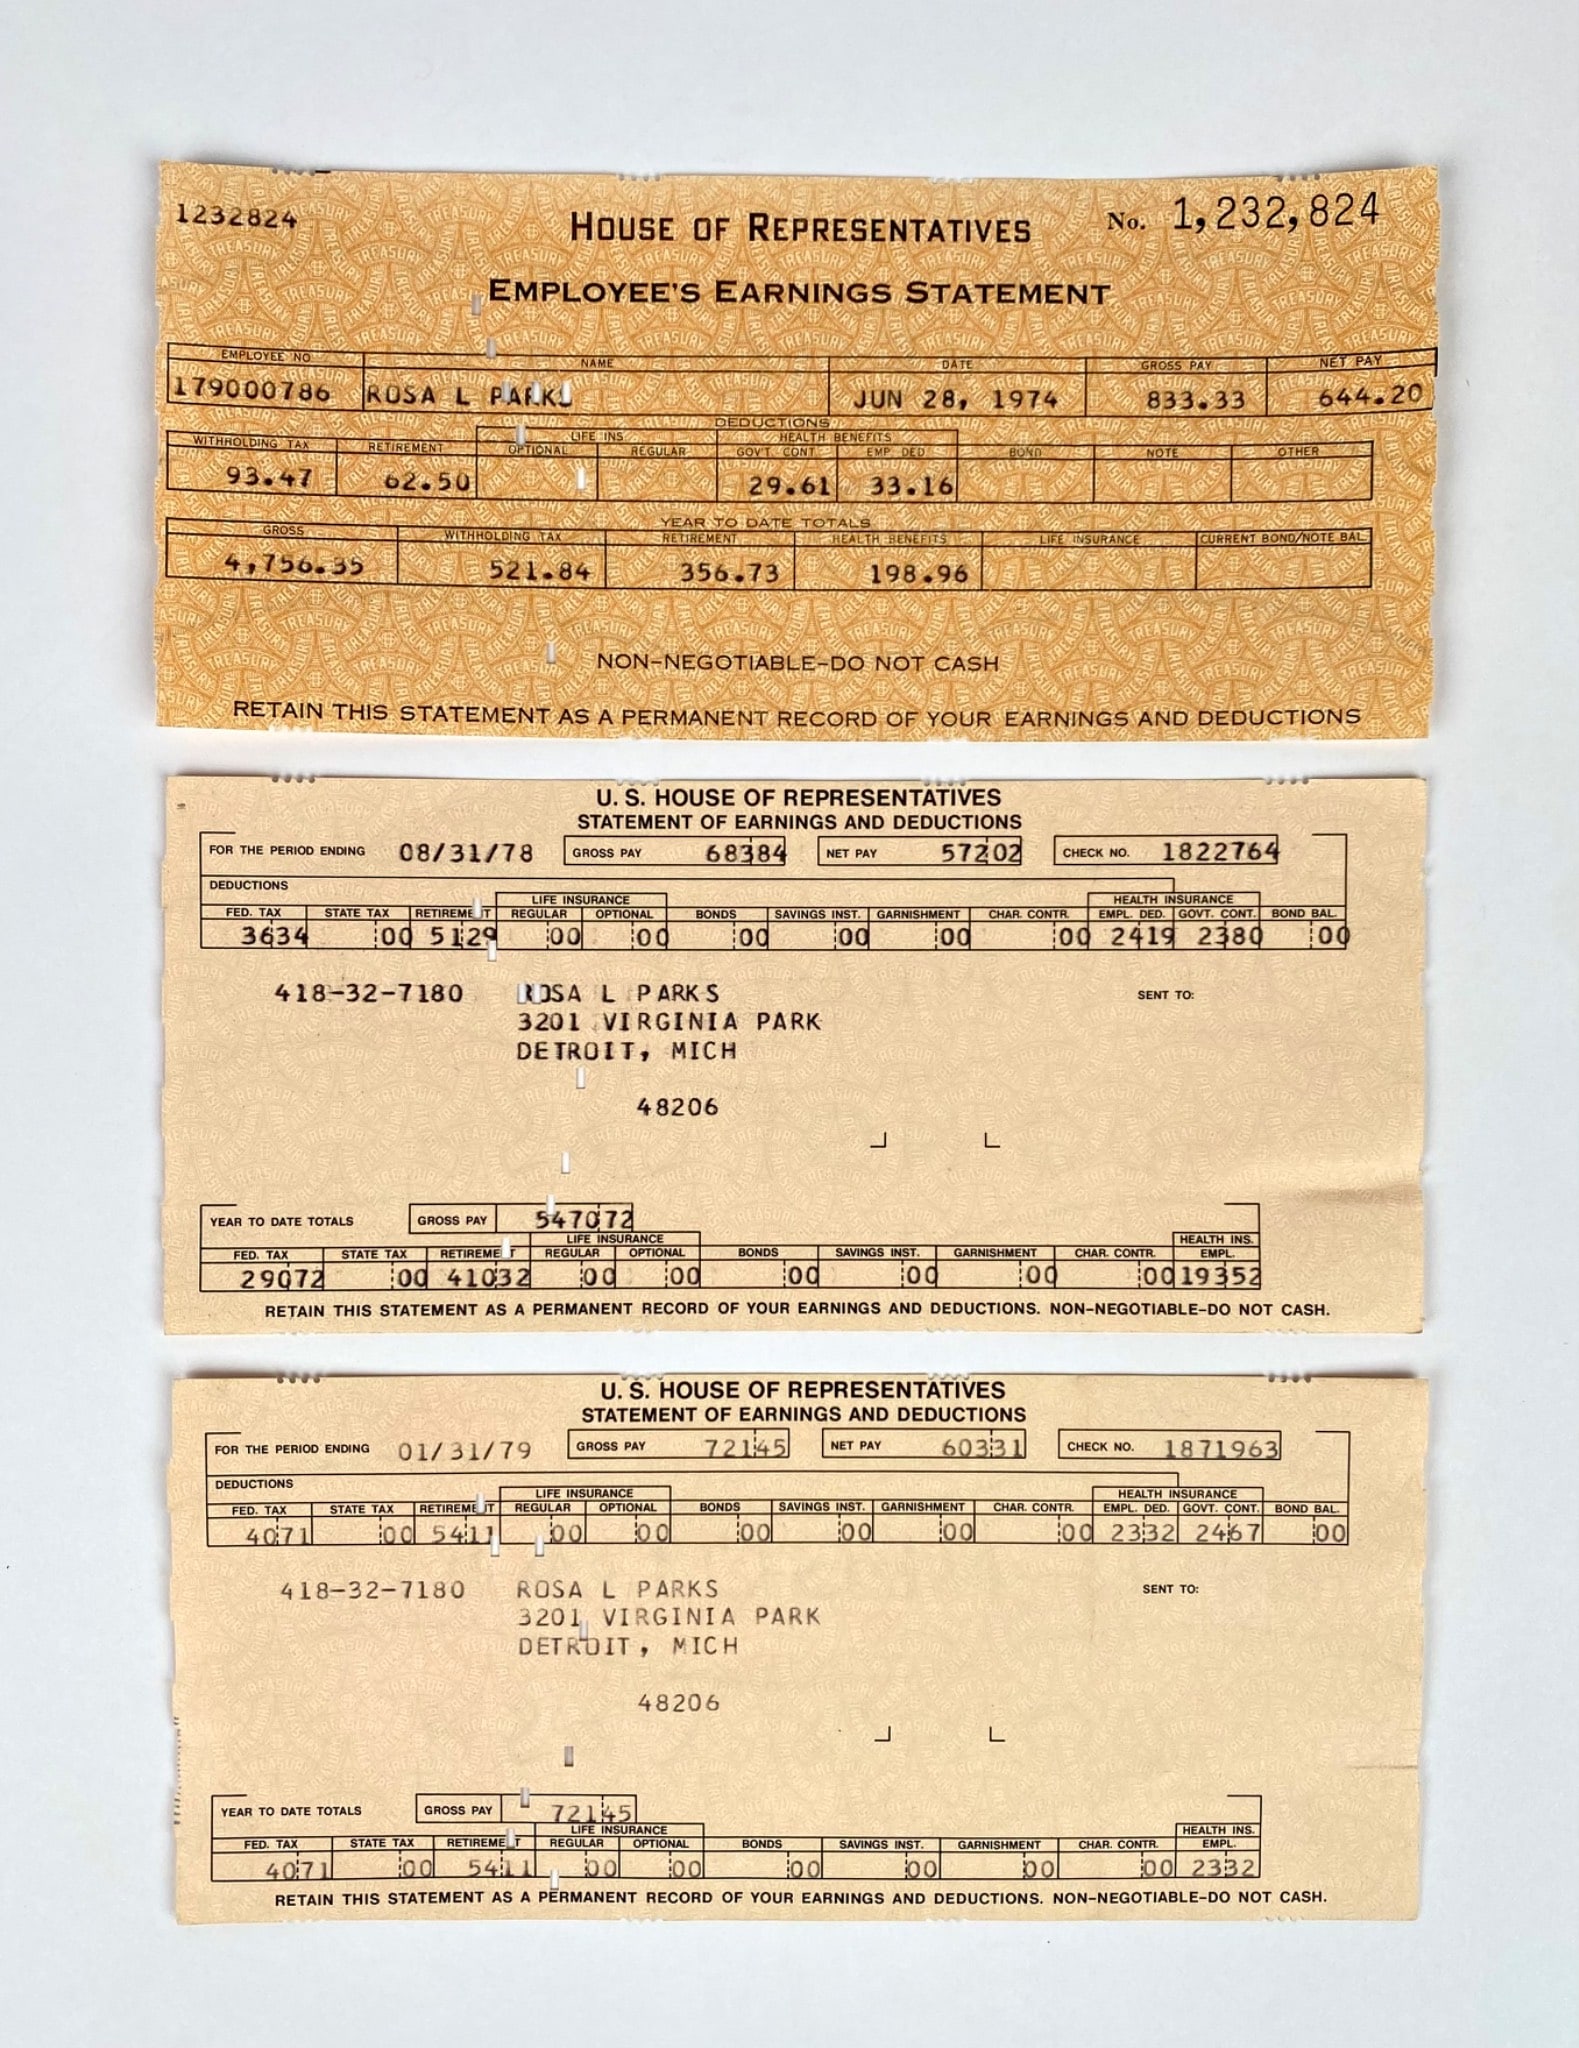 1232824
HOUSE OF REPRESENTATIVES
No. 1,232,824
EMPLOYEE'S EARNINGS STATEMENT
EMPLOYEE NO NAME DATE GROSS PAY NET PAY
179000786 ROSA L PARKS JUN 28, 1974 833.33 644.20
DEDUCTIONS
LIFE INS HEALTH BENEFITS
WITHHOLDING TAX RETIREMENT OPTIONAL REGULAR GOV'T CONT EMP DED BOND NOTE OTHER
93.47 62.50 29.61 33.16
YEAR TO DATE TOTALS
GROSS WITHHOLDING TAX RETIREMENT HEALTH BENEFITS LIFE INSURANCE CURRENT BOND/NOTE BAL
4,756.35 521.84 356.73 198.96
NON-NEGOTIABLE-DO NOT CASH
RETAIN THIS STATEMENT AS A PERMANENT RECORD OF YOUR EARNINGS AND DEDUCTIONS
U. S. HOUSE OF REPRESENTATIVES
STATEMENT OF EARNINGS AND DEDUCTIONS
FOR THE PERIOD ENDING 08/31/78 GROSS PAY 68384 NET PAY 57202 CHECK NO. 1822764
DEDUCTIONS
LIFE INSURANCE HEALTH INSURANCE
FED. TAX STATE TAX RETIREMENT REGULAR OPTIONAL BONDS SAVINGS INST. GARNISHMENT CHAR. CONTR. EMPL. DED. GOVT. CONT. BOND BAL.
3634 00 5129 00 00 00 00 00 00 2419 2380 00
418-32-7180 ROSA L PARKS
SENT TO:
3201 VIRGINIA PARK
DETROIT, MICH
48206
YEAR TO DATE TOTALS GROSS PAY 547072
LIFE INSURANCE HEALTH INS.
FED. TAX STATE TAX RETIREMENT REGULAR OPTIONAL BONDS SAVINGS INST. GARNISHMENT CHAR. CONTR. EMPL.
29072 00 41032 00 00 00 00 00 00 19352
RETAIN THIS STATEMENT AS A PERMANENT RECORD OF YOUR EARNINGS AND DEDUCTIONS. NON-NEGOTIABLE-DO NOT CASH.
U. S. HOUSE OF REPRESENTATIVES
STATEMENT OF EARNINGS AND DEDUCTIONS
FOR THE PERIOD ENDING 01/31/79 GROSS PAY 72145 NET PAY 60331 CHECK NO. 1871963
DEDUCTIONS
LIFE INSURANCE HEALTH INSURANCE
FED. TAX STATE TAX RETIREMENT REGULAR OPTIONAL BONDS SAVINGS INST. GARNISHMENT CHAR. CONTR. EMPL. DED. GOVT. CONT. BOND BAL.
4071 00 5411 00 00 00 00 00 00 2332 2467 00
418-32-7180 ROSA L PARKS
SENT TO:
3201 VIRGINIA PARK
DETROIT, MICH
48206
YEAR TO DATE TOTALS GROSS PAY 72145
LIFE INSURANCE HEALTH INS.
FED. TAX STATE TAX RETIREMENT REGULAR OPTIONAL BONDS SAVINGS INST. GARNISHMENT CHAR. CONTR. EMPL.
4071 00 5411 00 00 00 00 00 00 2332
RETAIN THIS STATEMENT AS A PERMANENT RECORD OF YOUR EARNINGS AND DEDUCTIONS. NON-NEGOTIABLE-DO NOT CASH.